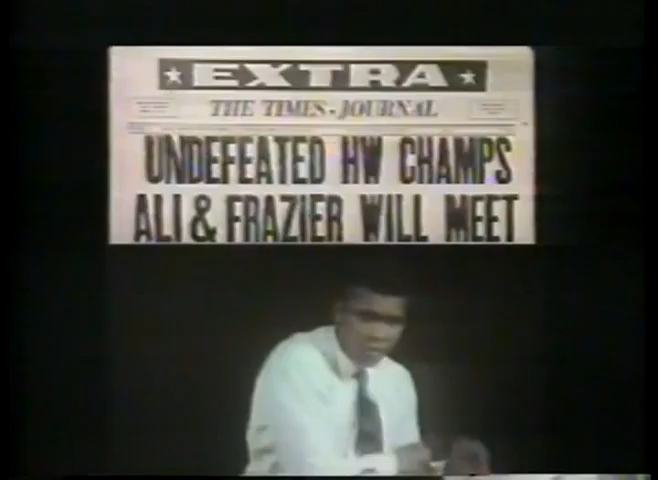 EXTRA
THE TIMES-JOURNAL
UNDEFEATED HW CHAMPS
ALI & FRAZIER WILL MEET